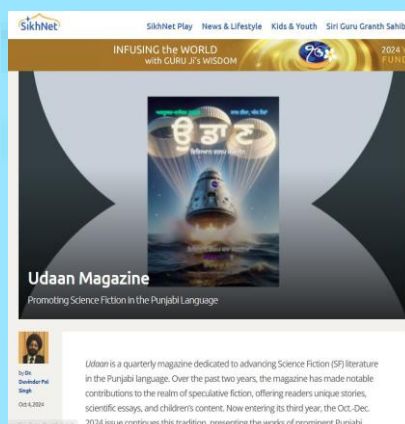 SikhNet
SikhNet Play News & Lifestyle Kids & Youth Siri Guru Granth Sahib
INFUSING the WORLD
with GURU Ji's WISDOM
2024
FUND
ਉਡਾਣ
Udaan Magazine
Promoting Science Fiction in the Punjabi Language
by Dr.
Devinder Pal
Singh
Oct 6, 2024
Udaan is a quarterly magazine dedicated to advancing Science Fiction (SF) literature
in the Punjabi language. Over the past two years, the magazine has made notable
contributions to the realm of speculative fiction, offering readers unique stories,
scientific essays, and children's content. Now entering its third year, the Oct.-Dec.
2024 issue continues this tradition, presenting the works of prominent Punjabi